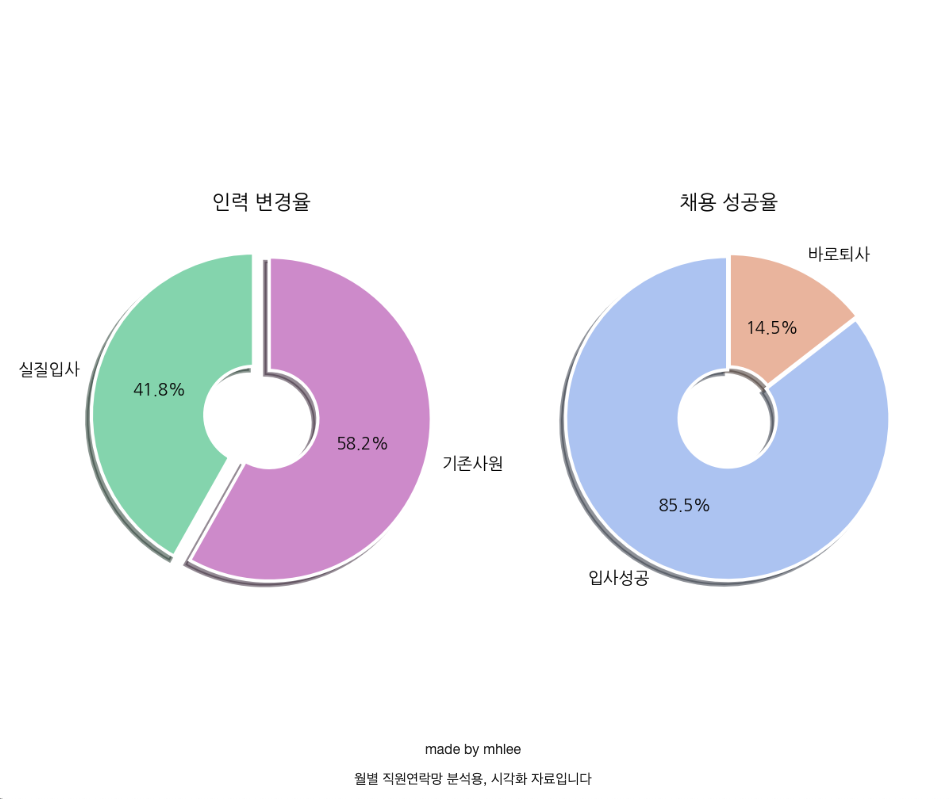 인력 변경율
채용 성공율
바로퇴사
14.5%
실질입사
41.8%
58.2%
기존사원
85.5%
입사성공
made by mhlee
월별 직원연락망 분석용, 시각화 자료입니다